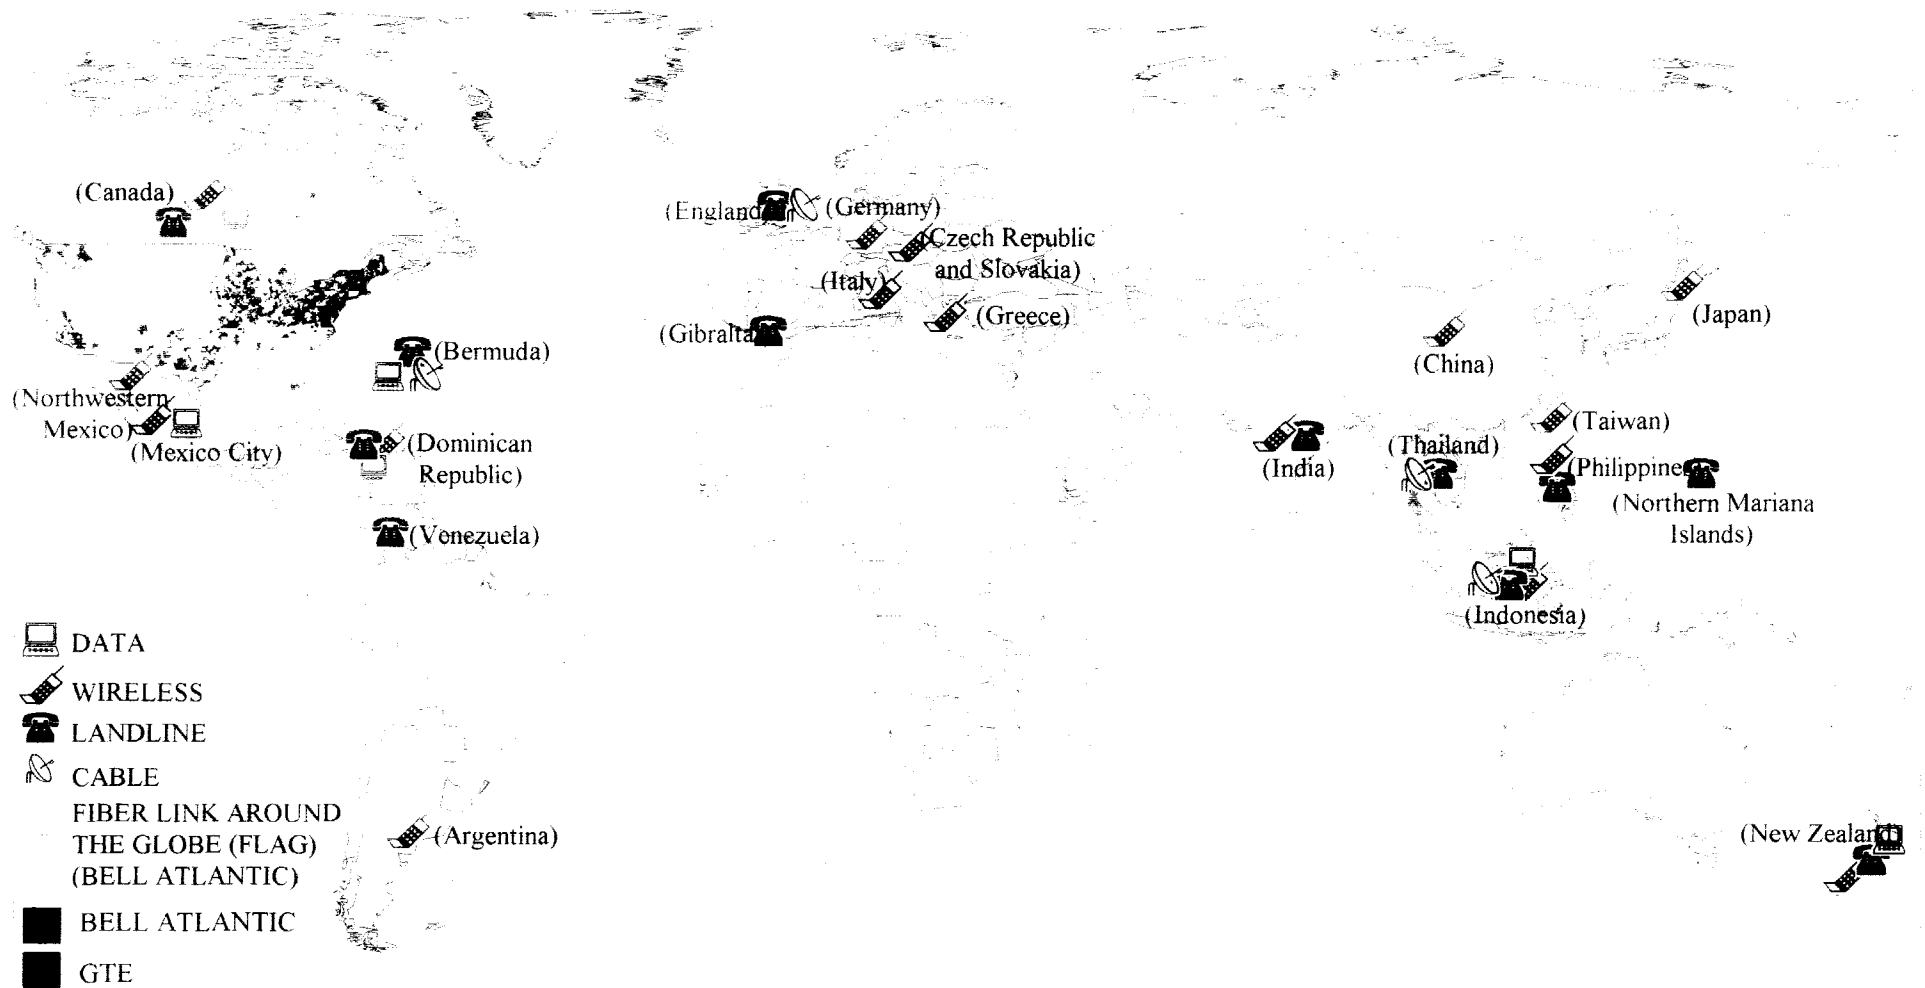 (Canada)
(England
(Germany)
(Czech Republic
and Slovakia)
(Italy)
(Greece)
(Gibralta
(Japan)
(China)
(Bermuda)
(Northwestern
Mexico)
(Mexico City)
(Dominican
Republic)
(Venezuela)
(India)
(Thailand)
(Taiwan)
(Philippine
(Northern Mariana
Islands)
(Indonesia)
(Argentina)
(New Zealand)
DATA
WIRELESS
LANDLINE
CABLE
FIBER LINK AROUND
THE GLOBE (FLAG)
(BELL ATLANTIC)
BELL ATLANTIC
GTE